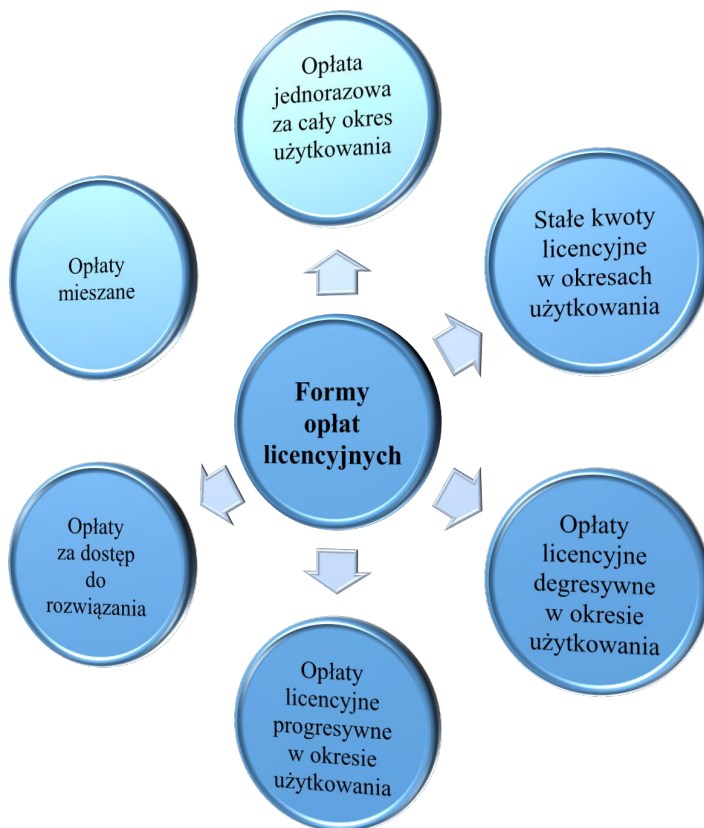 Opłata
jednorazowa
za cały okres
użytkowania
Stałe kwoty
licencyjne
w okresach
użytkowania
Opłaty
mieszane
Formy
opłat
licencyjnych
Opłaty
licencyjne
degresywne
w okresie
użytkowania
Opłaty
za dostęp
do
rozwiązania
Opłaty
licencyjne
progresywne
w okresie
użytkowania